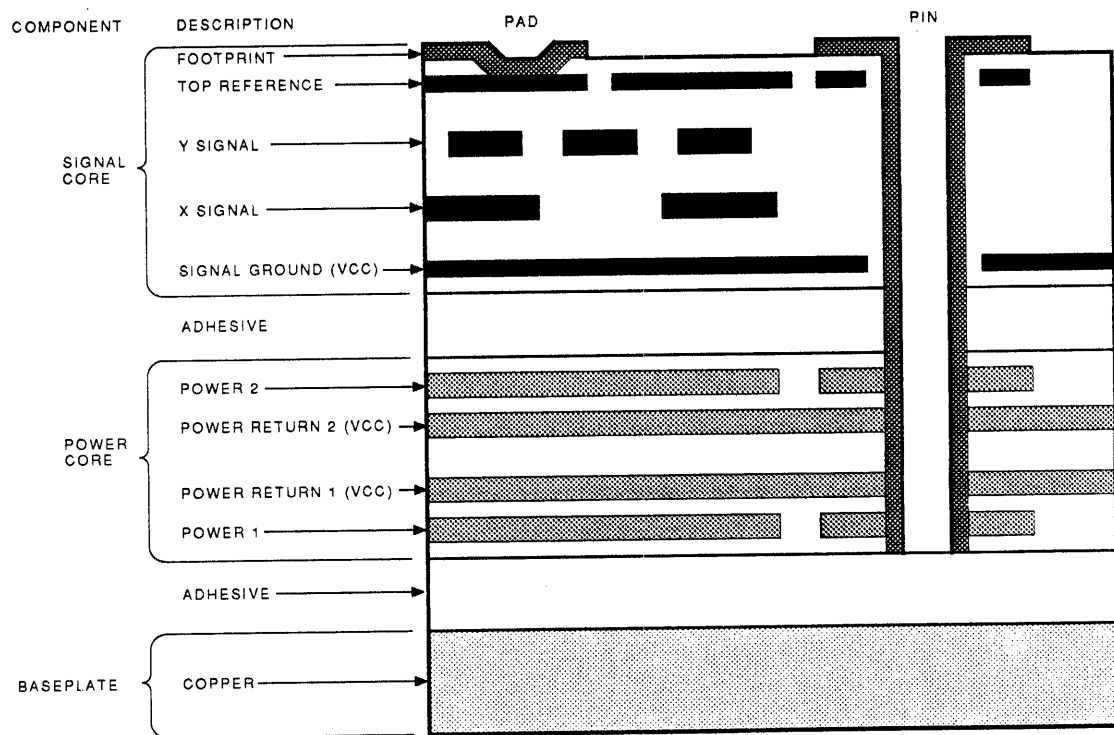 COMPONENT DESCRIPTION PAD PIN
FOOTPRINT
TOP REFERENCE
Y SIGNAL
SIGNAL
CORE
X SIGNAL
SIGNAL GROUND (VCC)
ADHESIVE
POWER 2
POWER RETURN 2 (VCC)
POWER
CORE
POWER RETURN 1 (VCC)
POWER 1
ADHESIVE
BASEPLATE COPPER